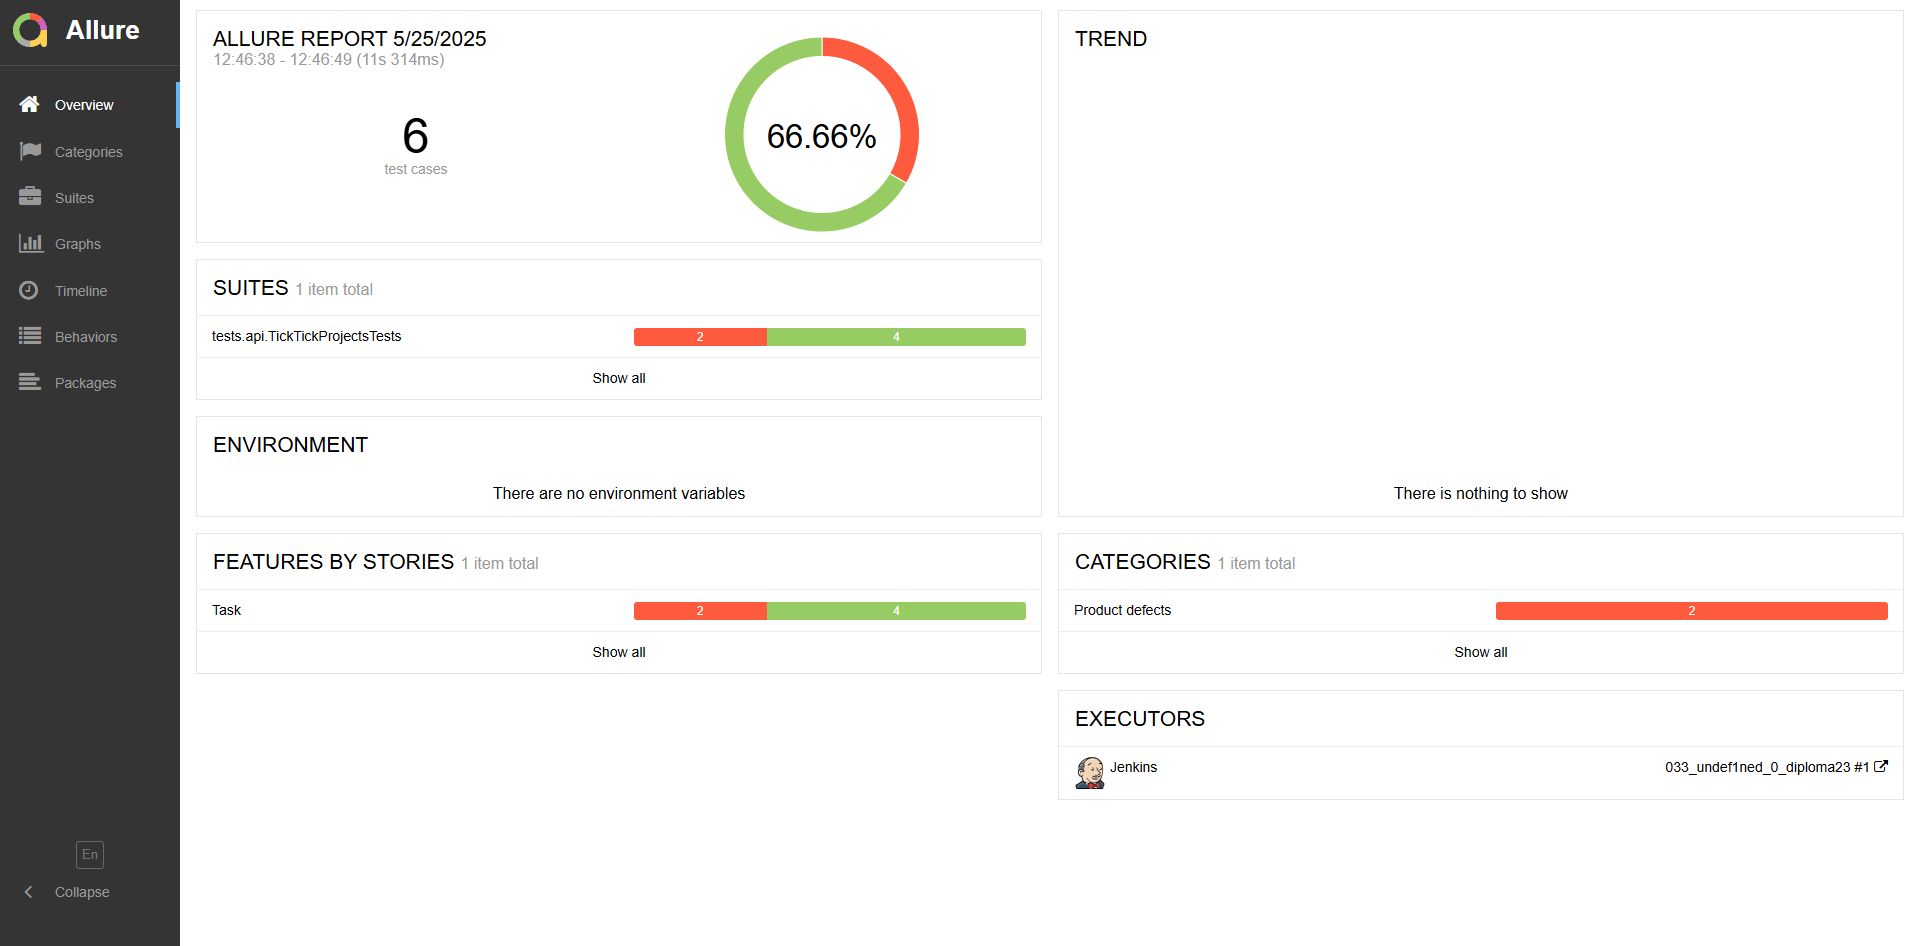 Allure
Overview
Categories
Suites
Graphs
Timeline
Behaviors
Packages
En
Collapse
ALLURE REPORT 5/25/2025
12:46:38 - 12:46:49 (11s 314ms)
6
test cases
66.66%
SUITES 1 item total
tests.api.TickTickProjectsTests 2 4
Show all
ENVIRONMENT
There are no environment variables
FEATURES BY STORIES 1 item total
Task 2 4
Show all
TREND
There is nothing to show
CATEGORIES 1 item total
Product defects 2
Show all
EXECUTORS
Jenkins 033_undef1ned_0_diploma23 #1